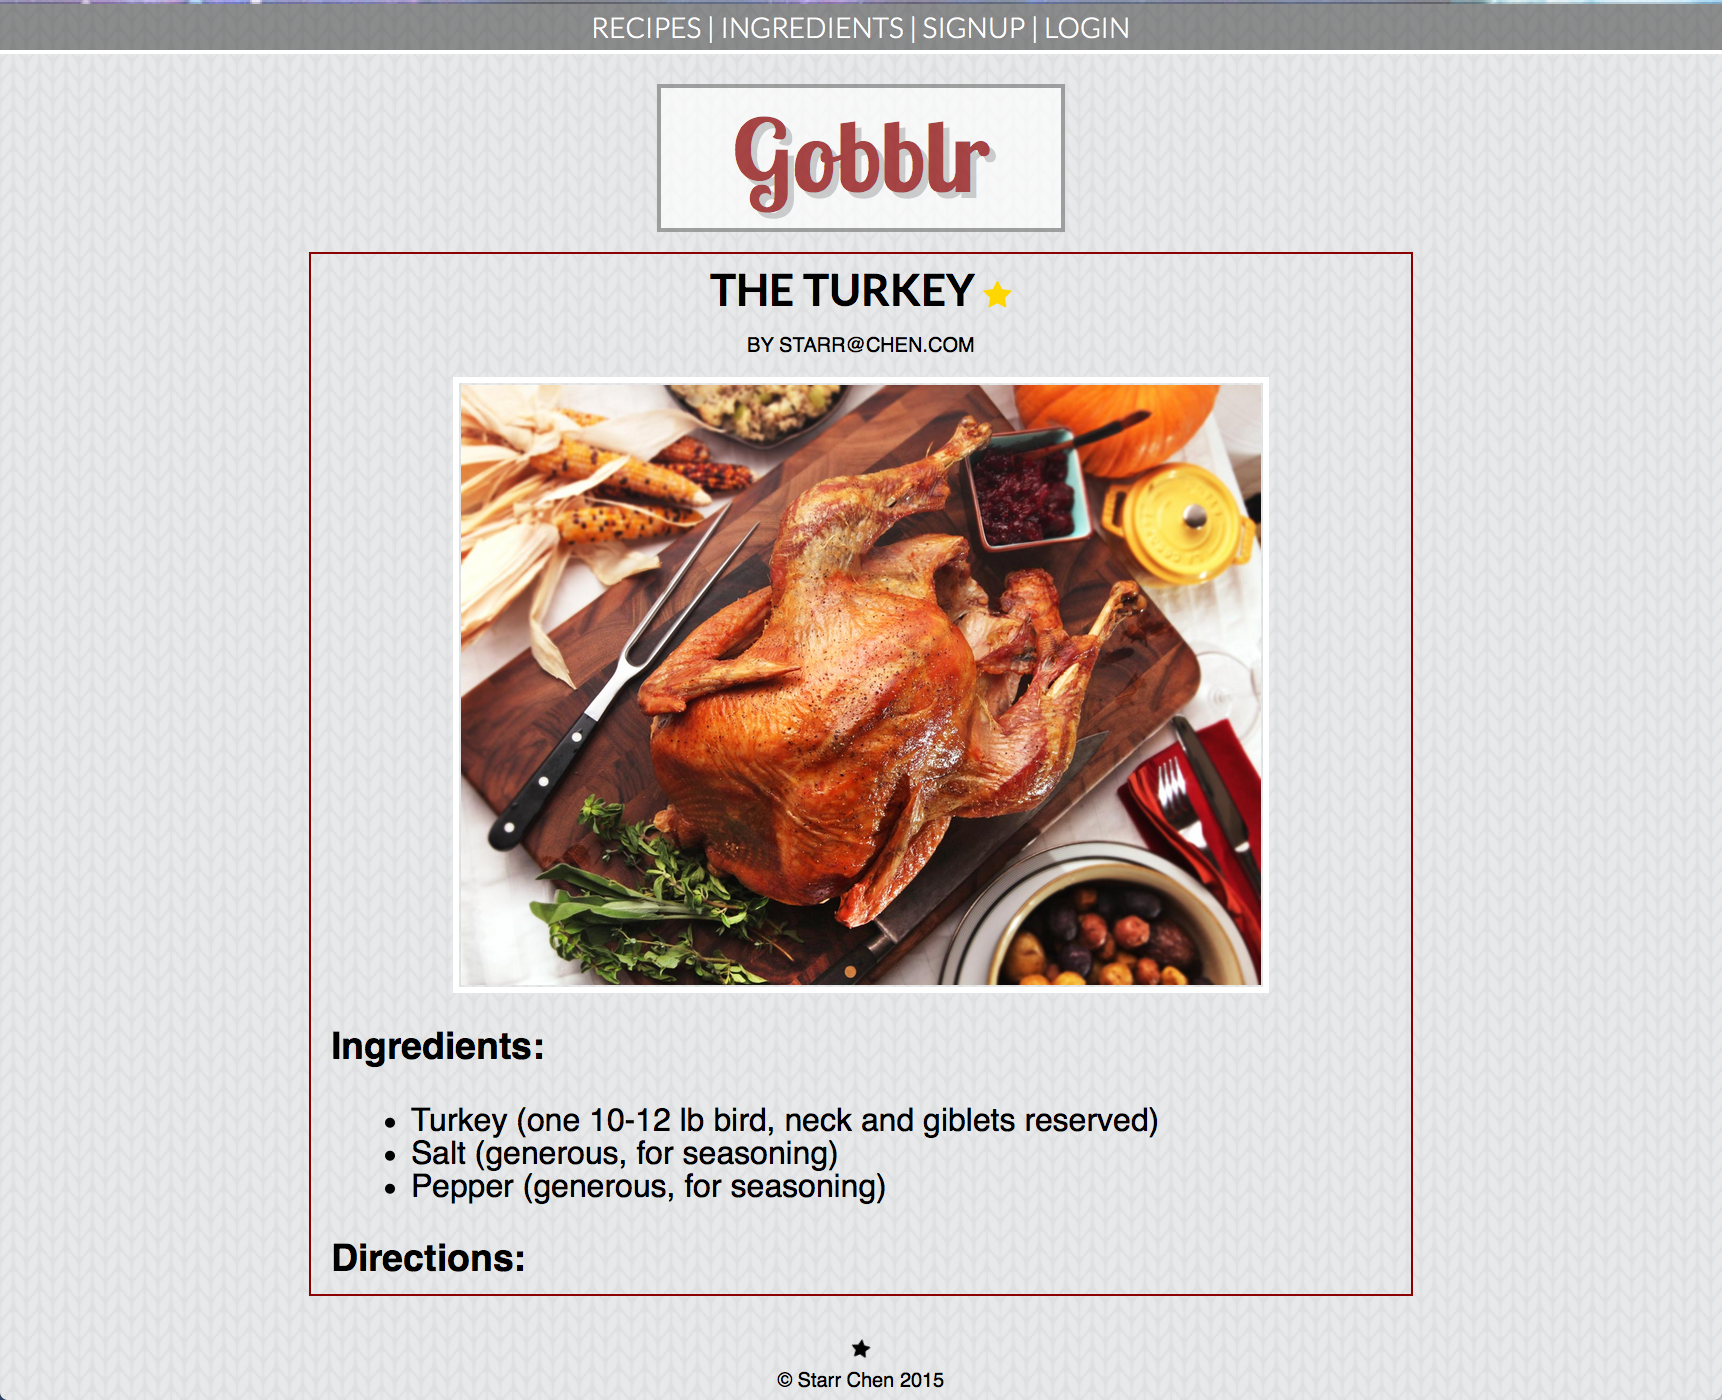 RECIPES | INGREDIENTS | SIGNUP | LOGIN
Gobblr
THE TURKEY
BY STARR@CHEN.COM
Ingredients:
Turkey (one 10-12 lb bird, neck and giblets reserved)
Salt (generous, for seasoning)
Pepper (generous, for seasoning)
Directions:
© Starr Chen 2015